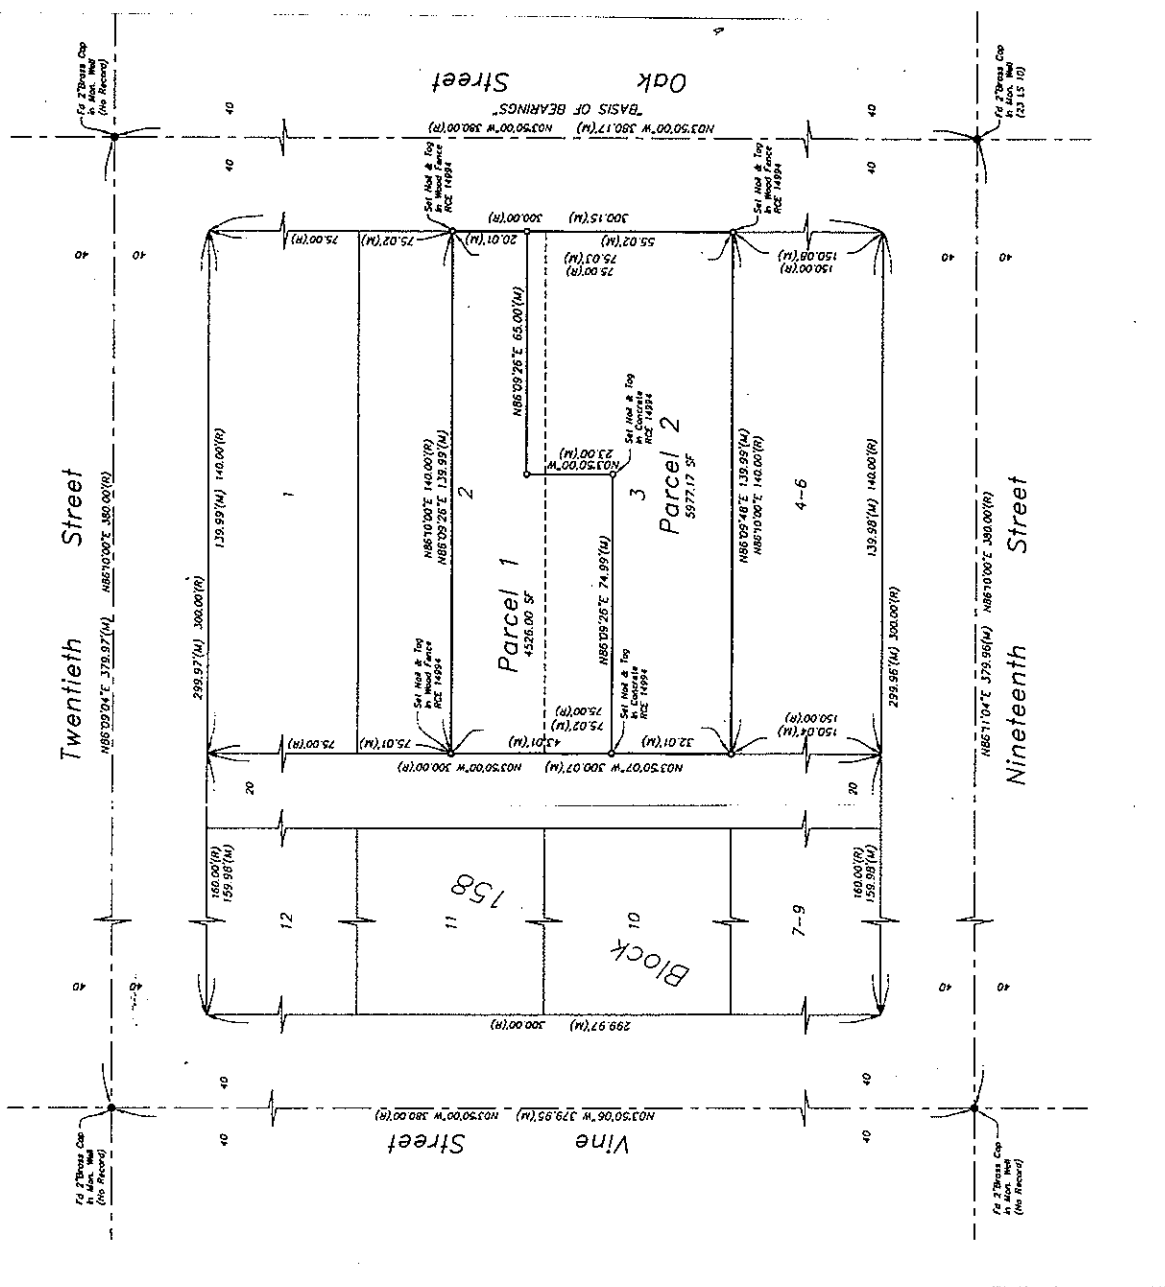 Fd 2"Brass Cap
in Mon. Well
(No Record)
40
40
Oak Street
"BASIS OF BEARINGS"
N03°50'00"W 380.17'(M) N03°50'00"W 380.00'(R)
40
40
Fd 2"Brass Cap
in Mon. Well
(23 LS 10)
40
40
Set Nail & Tag
in Wood Fence
RCE 14994
300.15'(M) 300.00'(R)
Set Nail & Tag
in Wood Fence
RCE 14994
75.00'(R)
75.02'(M)
20.01'(M)
55.02'(M)
75.03'(M)
75.00'(R)
150.08'(M)
150.00'(R)
40
40
Twentieth Street
N86°09'04"E 379.97'(M) N86°10'00"E 380.00'(R)
299.97'(M) 300.00'(R)
139.99'(M) 140.00'(R)
1
N86°10'00"E 140.00'(R)
N86°09'26"E 139.99'(M)
2
N86°09'26"E 65.00'(M)
N03°50'00"W
23.00'(M)
Set Nail & Tag
in Concrete
RCE 14994
3
Parcel 2
5977.17 SF
Parcel 1
4526.00 SF
N86°09'26"E 74.99'(M)
N86°09'48"E 139.99'(M)
N86°10'00"E 140.00'(R)
4-6
139.98'(M) 140.00'(R)
299.96'(M) 300.00'(R)
N86°11'04"E 379.96(M) N86°10'00"E 380.00'(R)
Nineteenth Street
Set Nail & Tag
in Wood Fence
RCE 14994
Set Nail & Tag
in Concrete
RCE 14994
75.00'(R)
75.01'(M)
43.01'(M)
75.02'(M)
75.00'(R)
32.01'(M)
150.04'(M)
150.00'(R)
N03°50'07"W 300.07'(M) N03°50'00"W 300.00'(R)
20
20
160.00'(R)
159.98'(M)
160.00'(R)
159.98'(M)
12
11
10
7-9
Block 158
40
40
40
40
299.97'(M) 300.00'(R)
40
40
N03°50'06"W 379.95'(M) N03°50'00"W 380.00'(R)
Vine Street
40
40
Fd 2"Brass Cap
in Mon. Well
(No Record)
Fd 2"Brass Cap
in Mon. Well
(No Record)